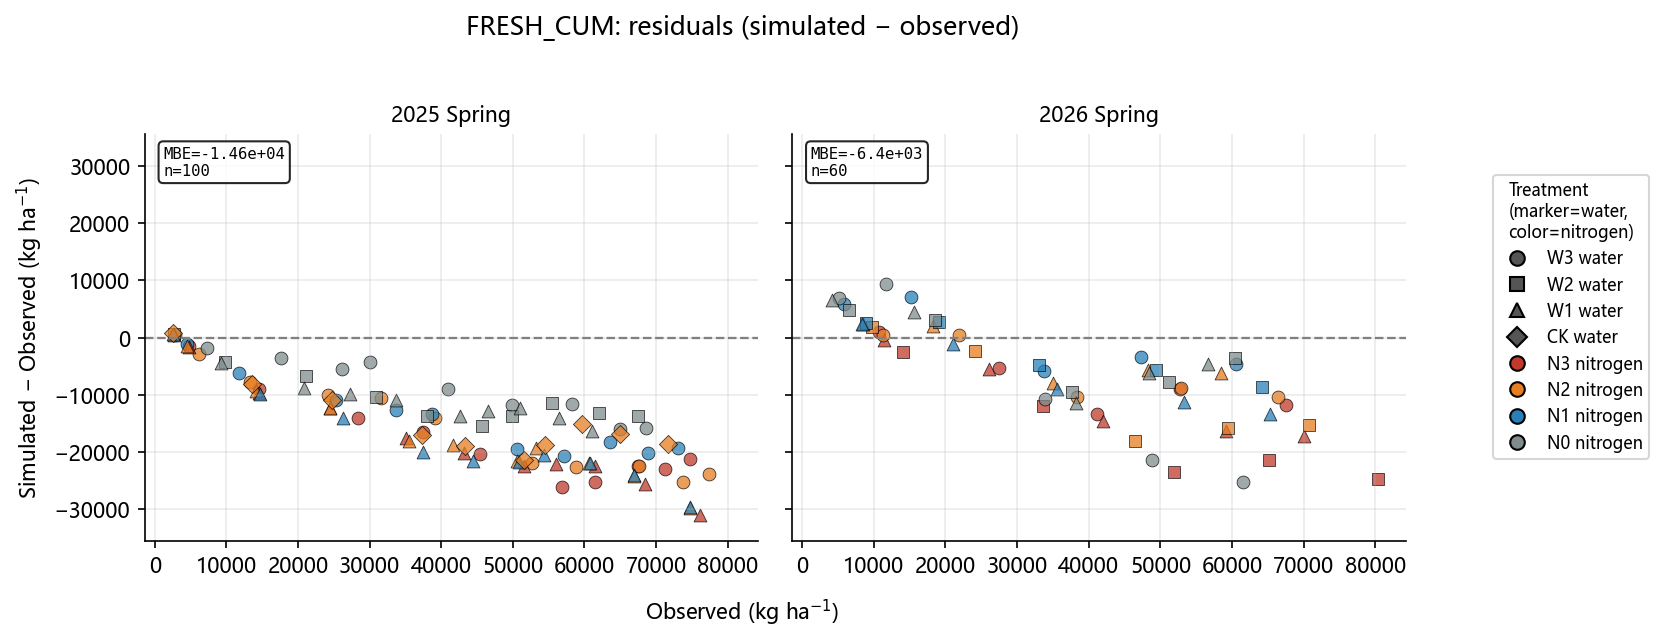 FRESH_CUM: residuals (simulated − observed)
2025 Spring
2026 Spring
MBE=-1.46e+04
n=100
MBE=-6.4e+03
n=60
Simulated − Observed (kg ha⁻¹)
30000
20000
10000
0
−10000
−20000
−30000
0 10000 20000 30000 40000 50000 60000 70000 80000
0 10000 20000 30000 40000 50000 60000 70000 80000
Observed (kg ha⁻¹)
Treatment
(marker=water,
color=nitrogen)
W3 water
W2 water
W1 water
CK water
N3 nitrogen
N2 nitrogen
N1 nitrogen
N0 nitrogen